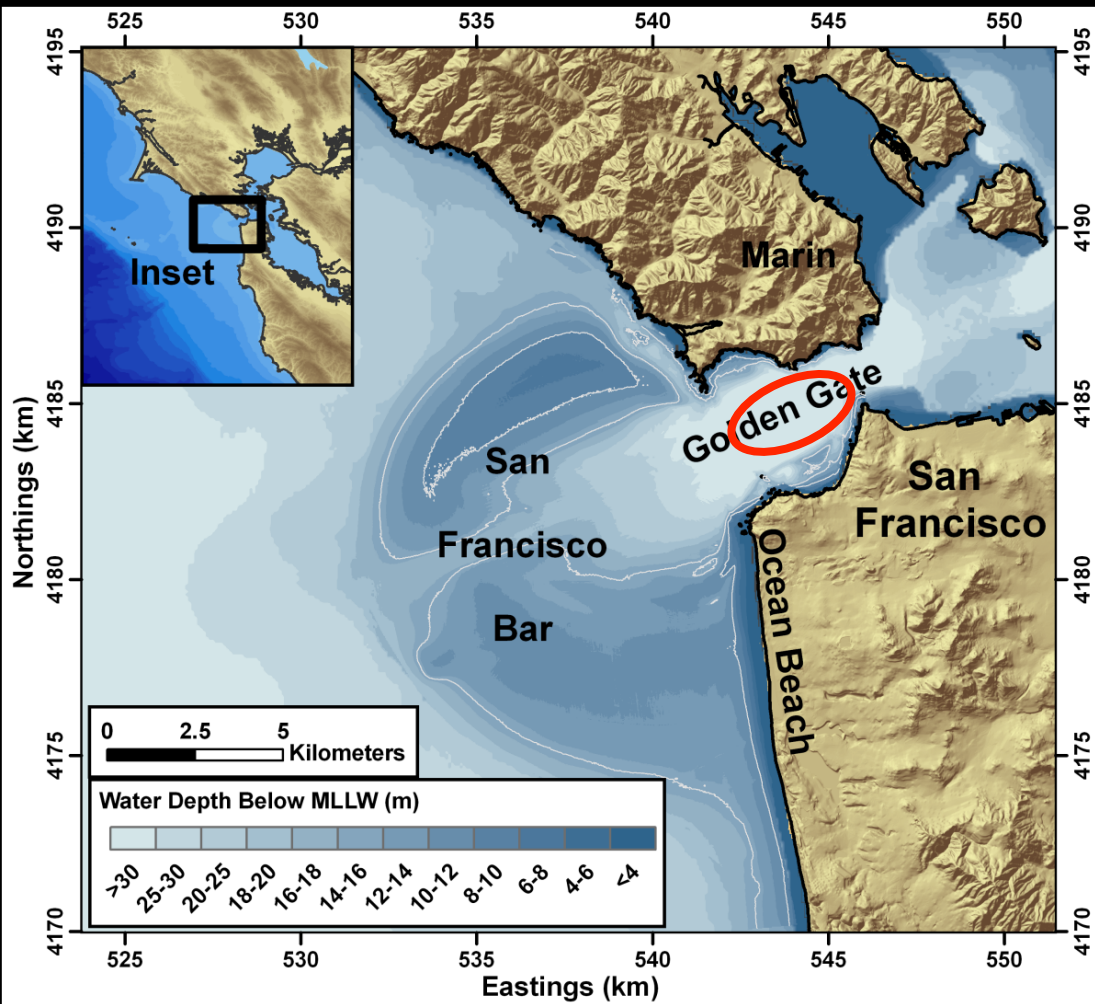 525 530 535 540 545 550
4195 4195
4190 4190
4185 4185
4180 4180
4175 4175
4170 4170
Northings (km)
Inset
Marin
Golden Gate
San
Francisco
Bar
San
Francisco
Ocean Beach
0 2.5 5
Kilometers
Water Depth Below MLLW (m)
>30 25-30 20-25 18-20 16-18 14-16 12-14 10-12 8-10 6-8 4-6 <4
525 530 535 540 545 550
Eastings (km)